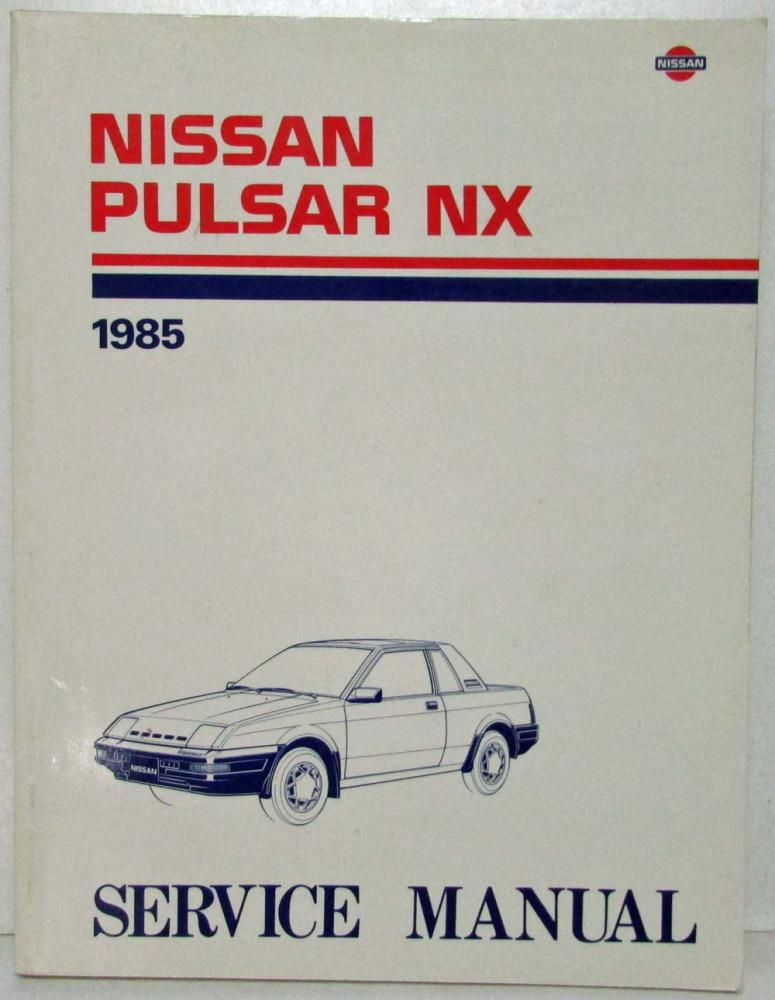 NISSAN
NISSAN
PULSAR NX
1985
NISSAN
SERVICE MANUAL